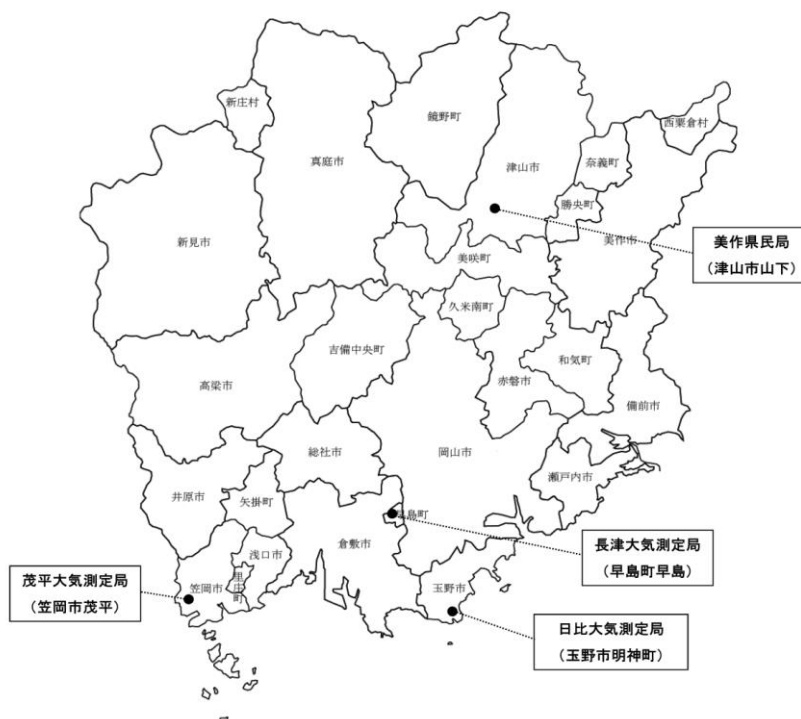 新庄村
鏡野町
西粟倉村
真庭市
津山市
奈義町
勝央町
新見市
美作市
美作県民局
(津山市山下)
美咲町
久米南町
吉備中央町
和気町
高梁市
赤磐市
備前市
総社市
岡山市
瀬戸内市
井原市
矢掛町
早島町
倉敷市
浅口市
長津大気測定局
(早島町早島)
茂平大気測定局
(笠岡市茂平)
笠岡市
里庄町
玉野市
日比大気測定局
(玉野市明神町)